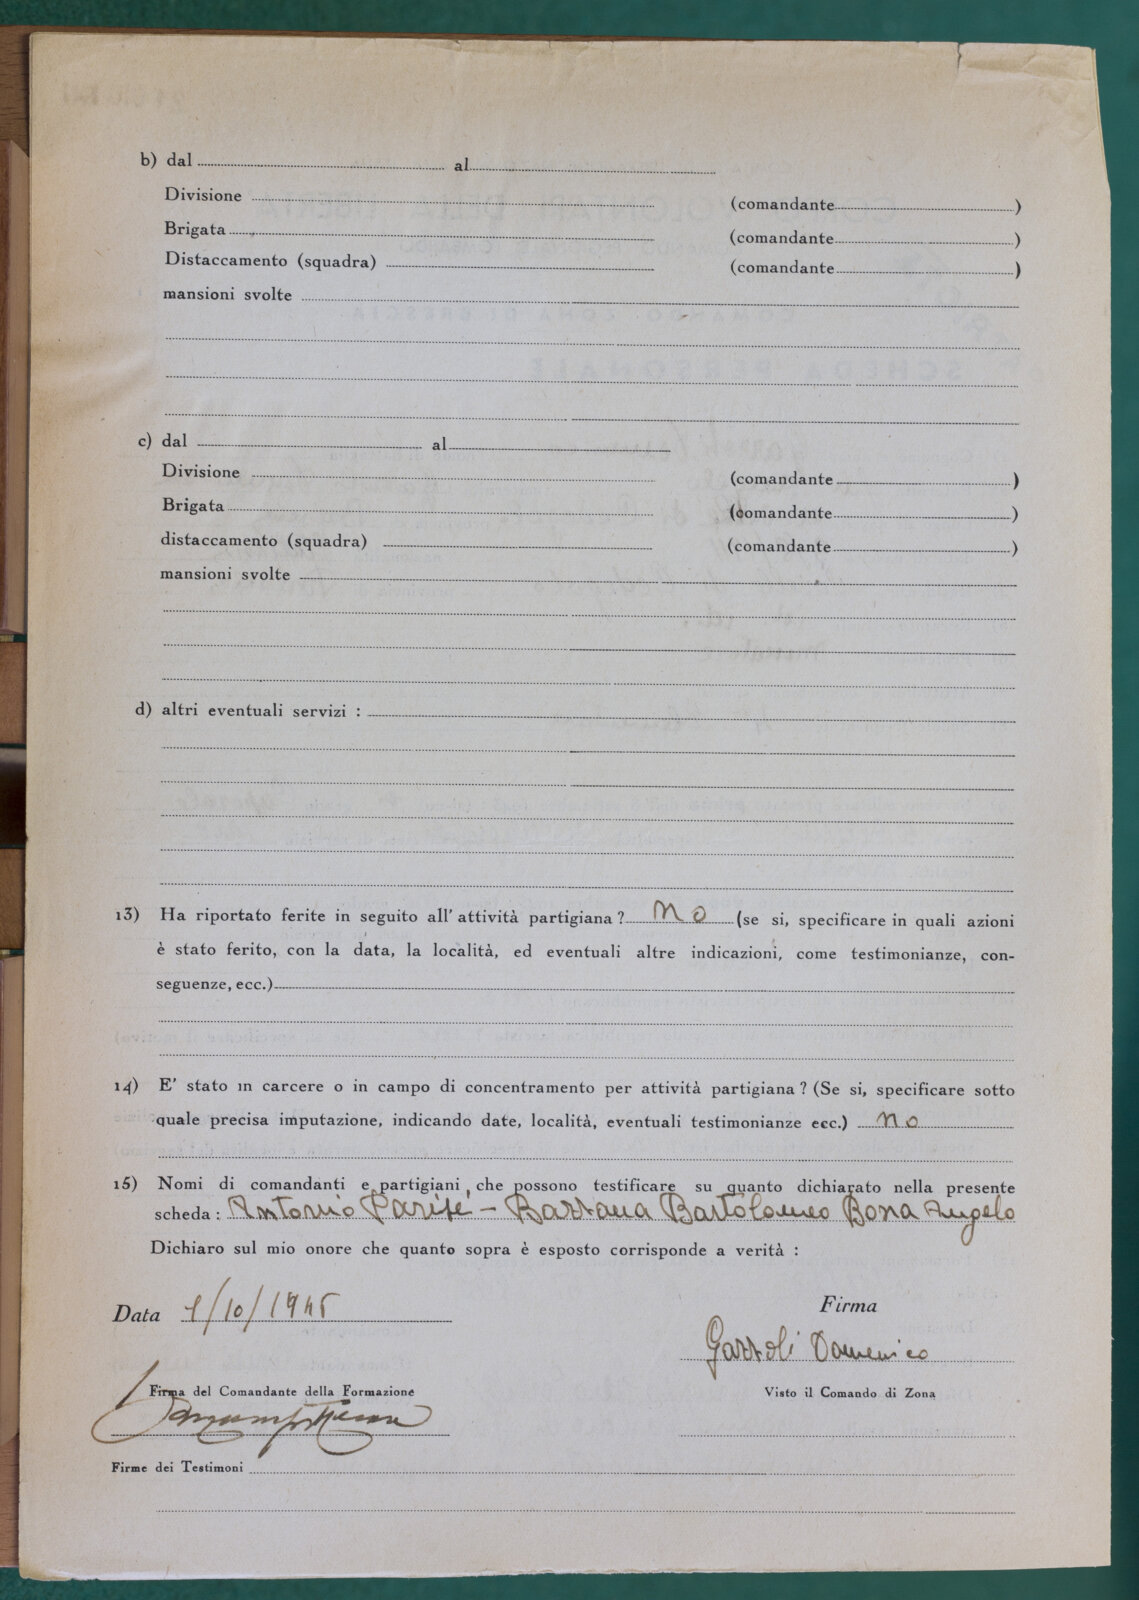 b) dal al
Divisione (comandante )
Brigata (comandante )
Distaccamento (squadra) (comandante )
mansioni svolte
c) dal al
Divisione (comandante )
Brigata (comandante )
distaccamento (squadra) (comandante )
mansioni svolte
d) altri eventuali servizi :
13) Ha riportato ferite in seguito all' attività partigiana ? No (se si, specificare in quali azioni
è stato ferito, con la data, la località, ed eventuali altre indicazioni, come testimonianze, con-
seguenze, ecc.)
14) E' stato in carcere o in campo di concentramento per attività partigiana ? (Se si, specificare sotto
quale precisa imputazione, indicando date, località, eventuali testimonianze ecc.) no
15) Nomi di comandanti e partigiani, che possono testificare su quanto dichiarato nella presente
scheda : Antonio Parisi - Bazzana Bartolomeo Bona Angelo
Dichiaro sul mio onore che quanto sopra è esposto corrisponde a verità :
Data 1/10/1945
Firma
Gazzoli Domenico
Firma del Comandante della Formazione
Visto il Comando di Zona
Firme dei Testimoni